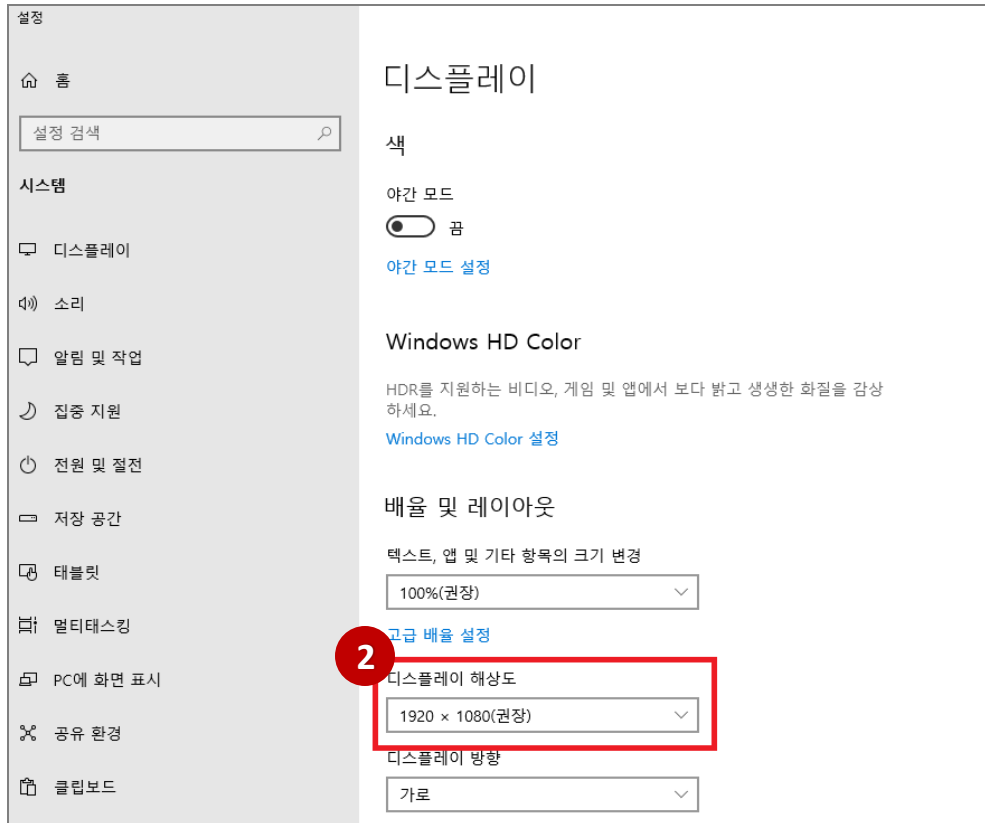 설정
홈
설정 검색
시스템
디스플레이
소리
알림 및 작업
집중 지원
전원 및 절전
저장 공간
태블릿
멀티태스킹
PC에 화면 표시
공유 환경
클립보드
디스플레이
색
야간 모드
끔
야간 모드 설정
Windows HD Color
HDR를 지원하는 비디오, 게임 및 앱에서 보다 밝고 생생한 화질을 감상
하세요.
Windows HD Color 설정
배율 및 레이아웃
텍스트, 앱 및 기타 항목의 크기 변경
100%(권장)
고급 배율 설정
2
디스플레이 해상도
1920 × 1080(권장)
디스플레이 방향
가로